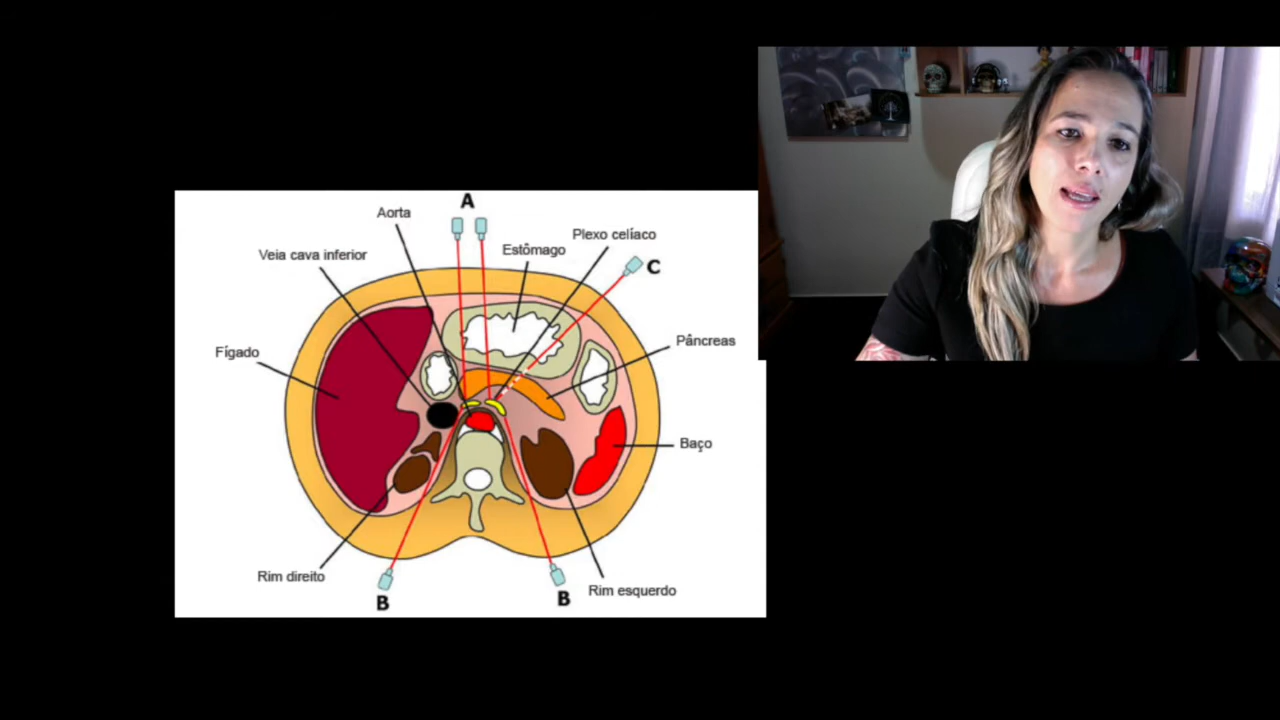 A
Aorta
Plexo celíaco
Estômago
Veia cava inferior
C
Pâncreas
Fígado
Baço
Rim direito
Rim esquerdo
B
B